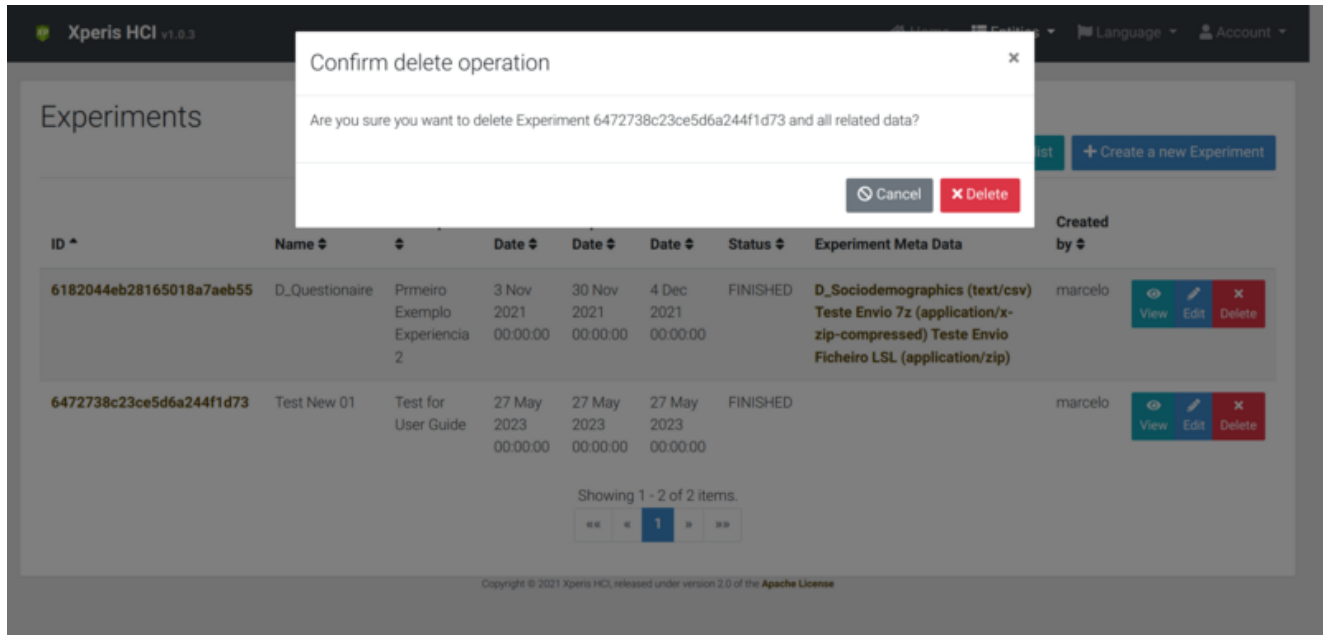 Xperis HCI v1.0.3
Language
Account
Confirm delete operation
×
Are you sure you want to delete Experiment 6472738c23ce5d6a244f1d73 and all related data?
Cancel
Delete
Experiments
list
Create a new Experiment
ID Name Date Date Date Status Experiment Meta Data Created by
6182044eb28165018a7aeb55 D_Questionaire Prmeiro 3 Nov 30 Nov 4 Dec FINISHED D_Sociodemographics (text/csv) marcelo
Exemplo 2021 2021 2021 Teste Envio 7z (application/x-
Experiencia 00:00:00 00:00:00 00:00:00 zip-compressed) Teste Envio
2 Ficheiro LSL (application/zip)
View Edit Delete
6472738c23ce5d6a244f1d73 Test New 01 Test for 27 May 27 May 27 May FINISHED marcelo
User Guide 2023 2023 2023
00:00:00 00:00:00 00:00:00
View Edit Delete
Showing 1 - 2 of 2 items.
«« « 1 » »»
Copyright © 2021 Xperis HCI, released under version 2.0 of the Apache License